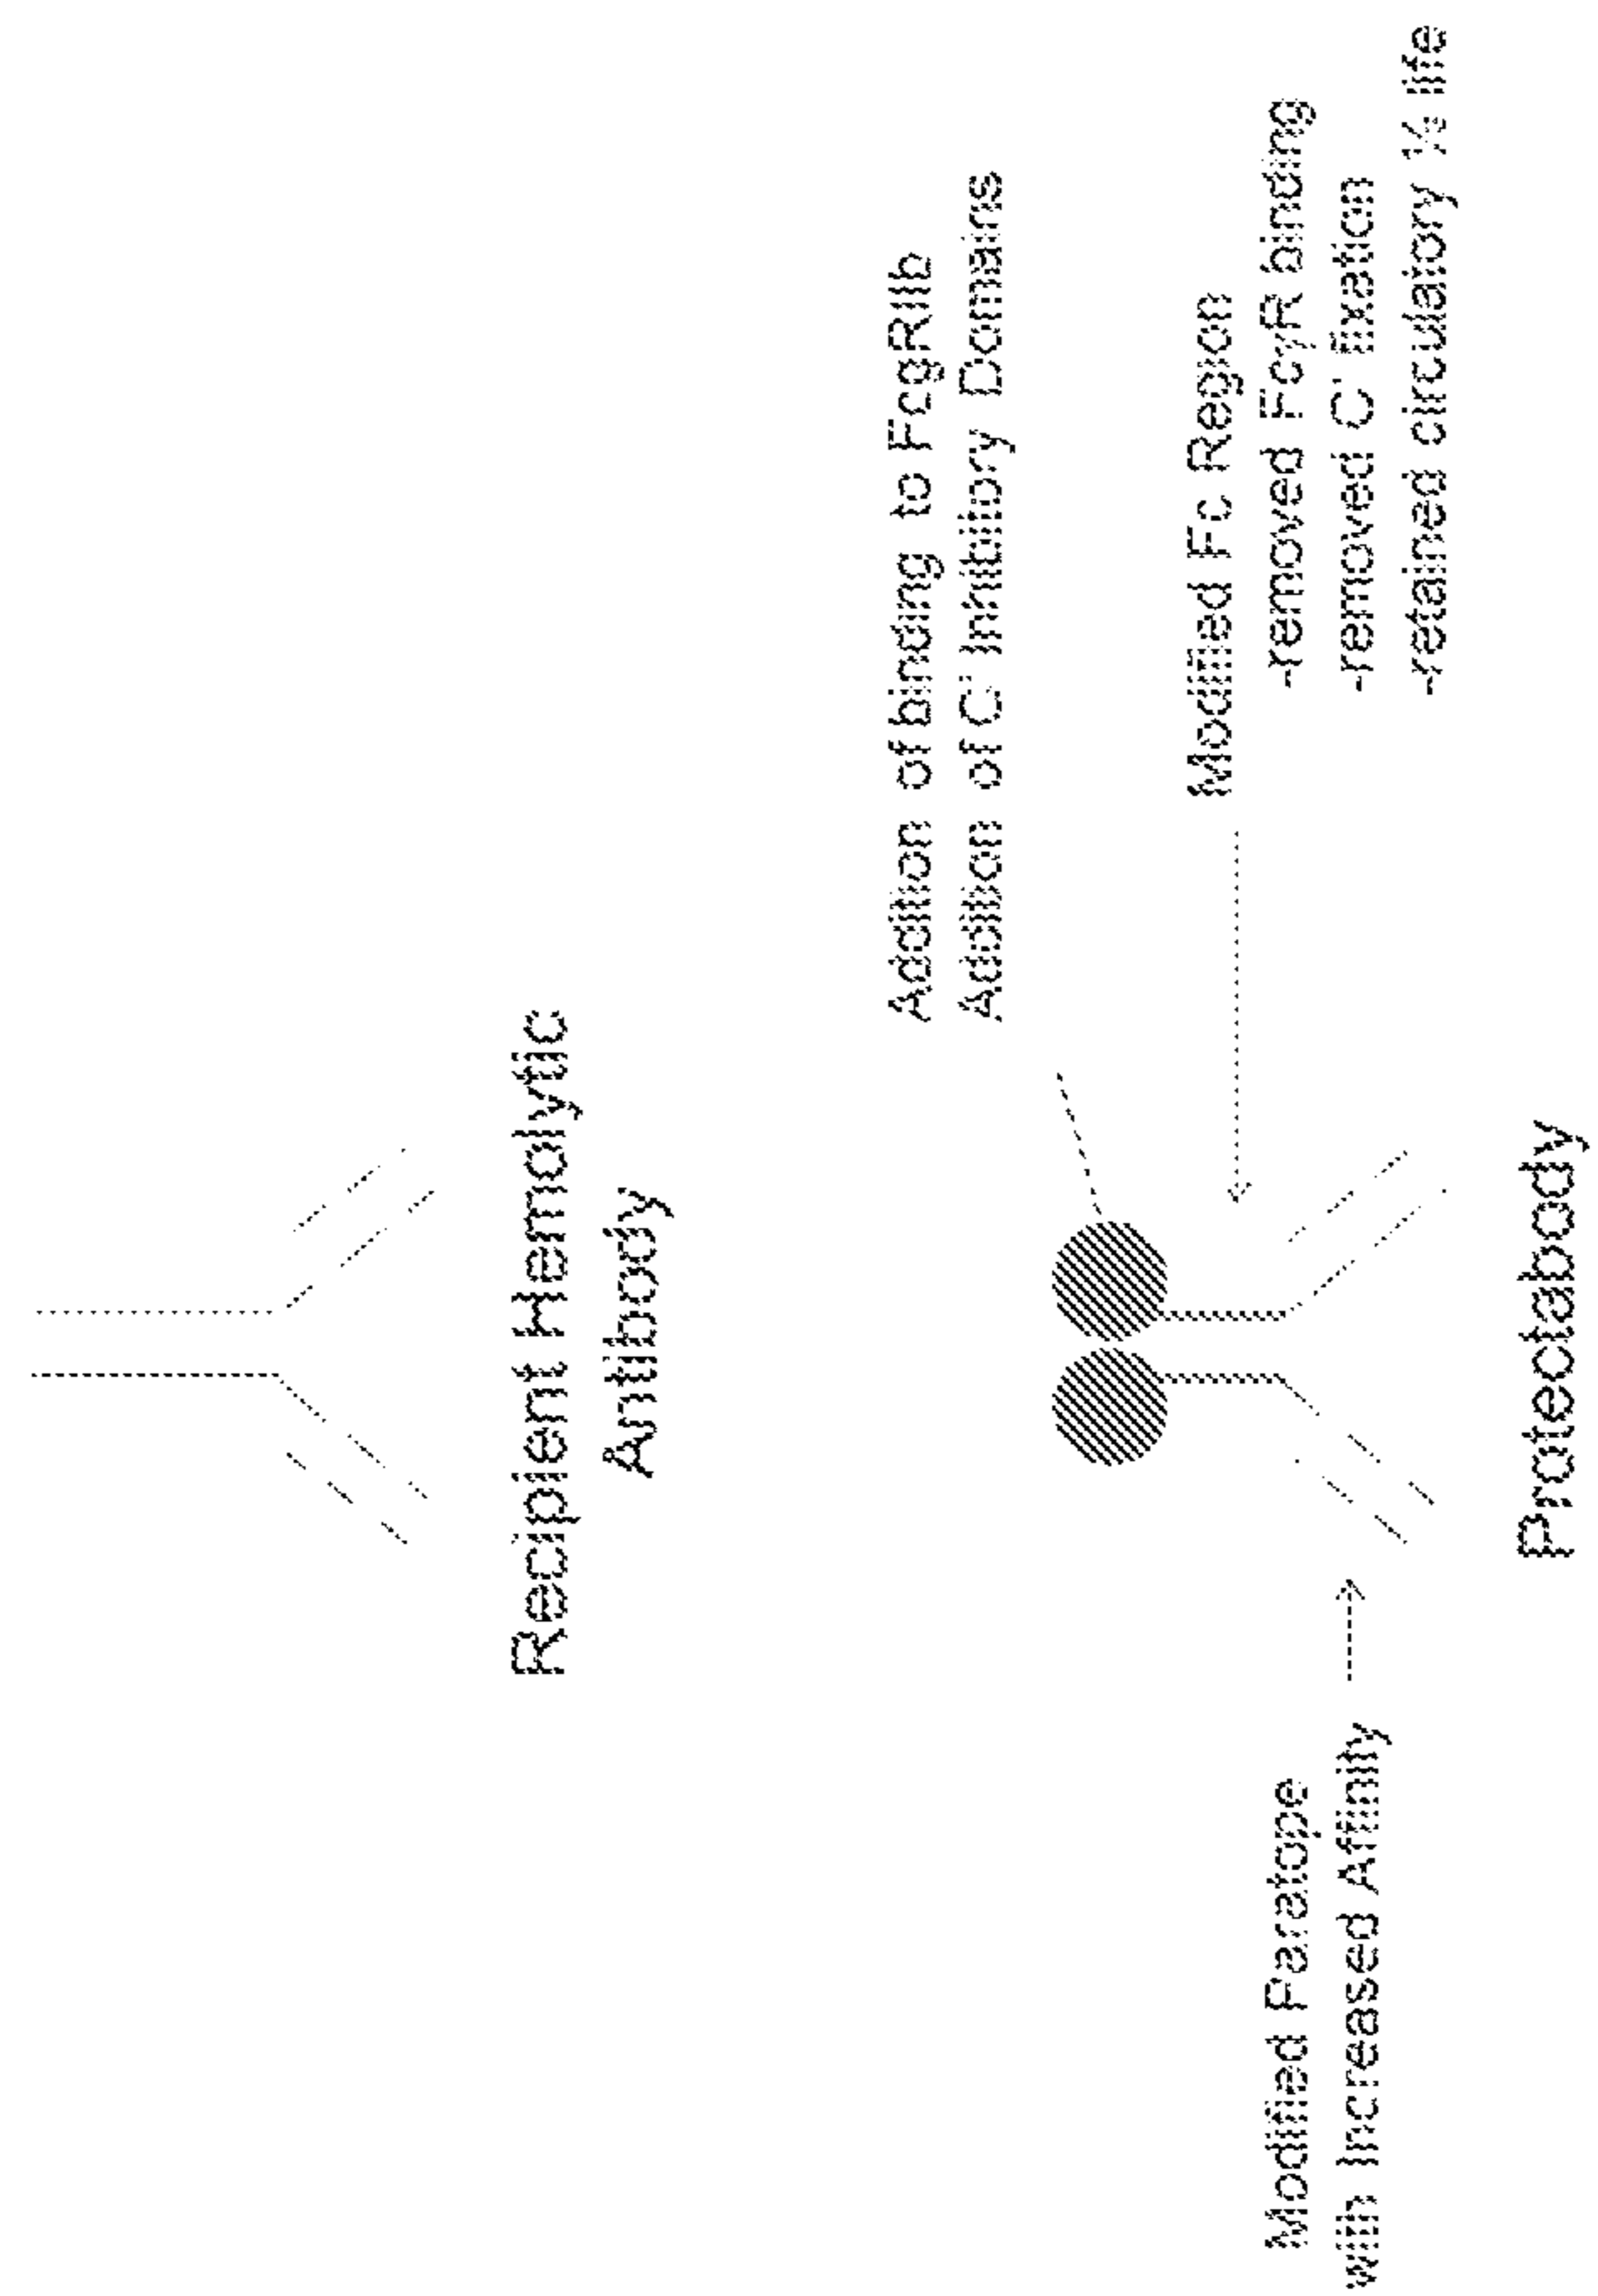 Recipient Hemolytic
Antibody
Addition of binding to FcgRIIb
Addition of C' Inhibitory Domains
Modified Fc Region
-removed FcγR binding
-removed C' fixation
-retained circulatory ½ life
Modified Paratope
with Increased Affinity
Protectabody